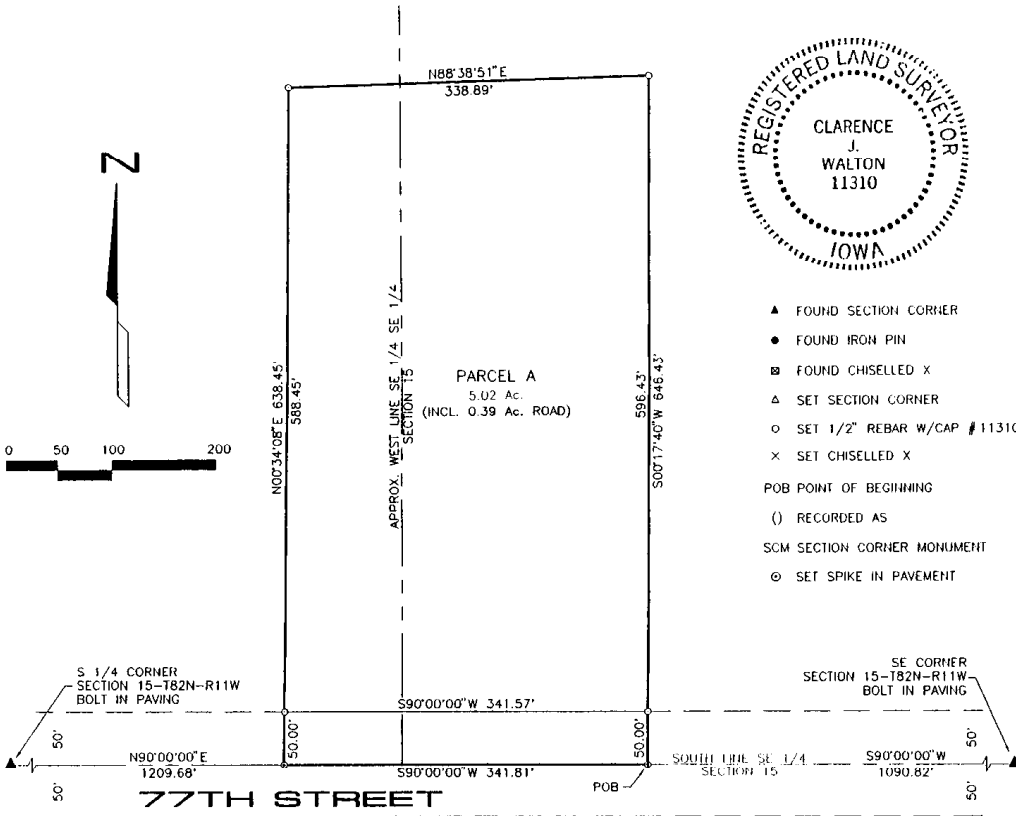 N88°38'51"E
338.89'
REGISTERED LAND SURVEYOR
CLARENCE
J.
WALTON
11310
IOWA
N
0 50 100 200
N00°34'08"E 638.45'
588.45'
APPROX. WEST LINE SE 1/4 SE 1/4
SECTION 15
PARCEL A
5.02 Ac.
(INCL. 0.39 Ac. ROAD)
596.43'
S00°17'40"W 646.43'
▲ FOUND SECTION CORNER
● FOUND IRON PIN
⊠ FOUND CHISELLED X
△ SET SECTION CORNER
○ SET 1/2" REBAR W/CAP #11310
× SET CHISELLED X
POB POINT OF BEGINNING
() RECORDED AS
SCM SECTION CORNER MONUMENT
⊙ SET SPIKE IN PAVEMENT
S 1/4 CORNER
SECTION 15-T82N-R11W
BOLT IN PAVING
SE CORNER
SECTION 15-T82N-R11W
BOLT IN PAVING
S90°00'00"W 341.57'
50'
50.00'
50.00'
50'
N90°00'00"E
1209.68'
S90°00'00"W 341.81'
SOUTH LINE SE 1/4
SECTION 15
S90°00'00"W
1090.82'
50'
77TH STREET
POB
50'